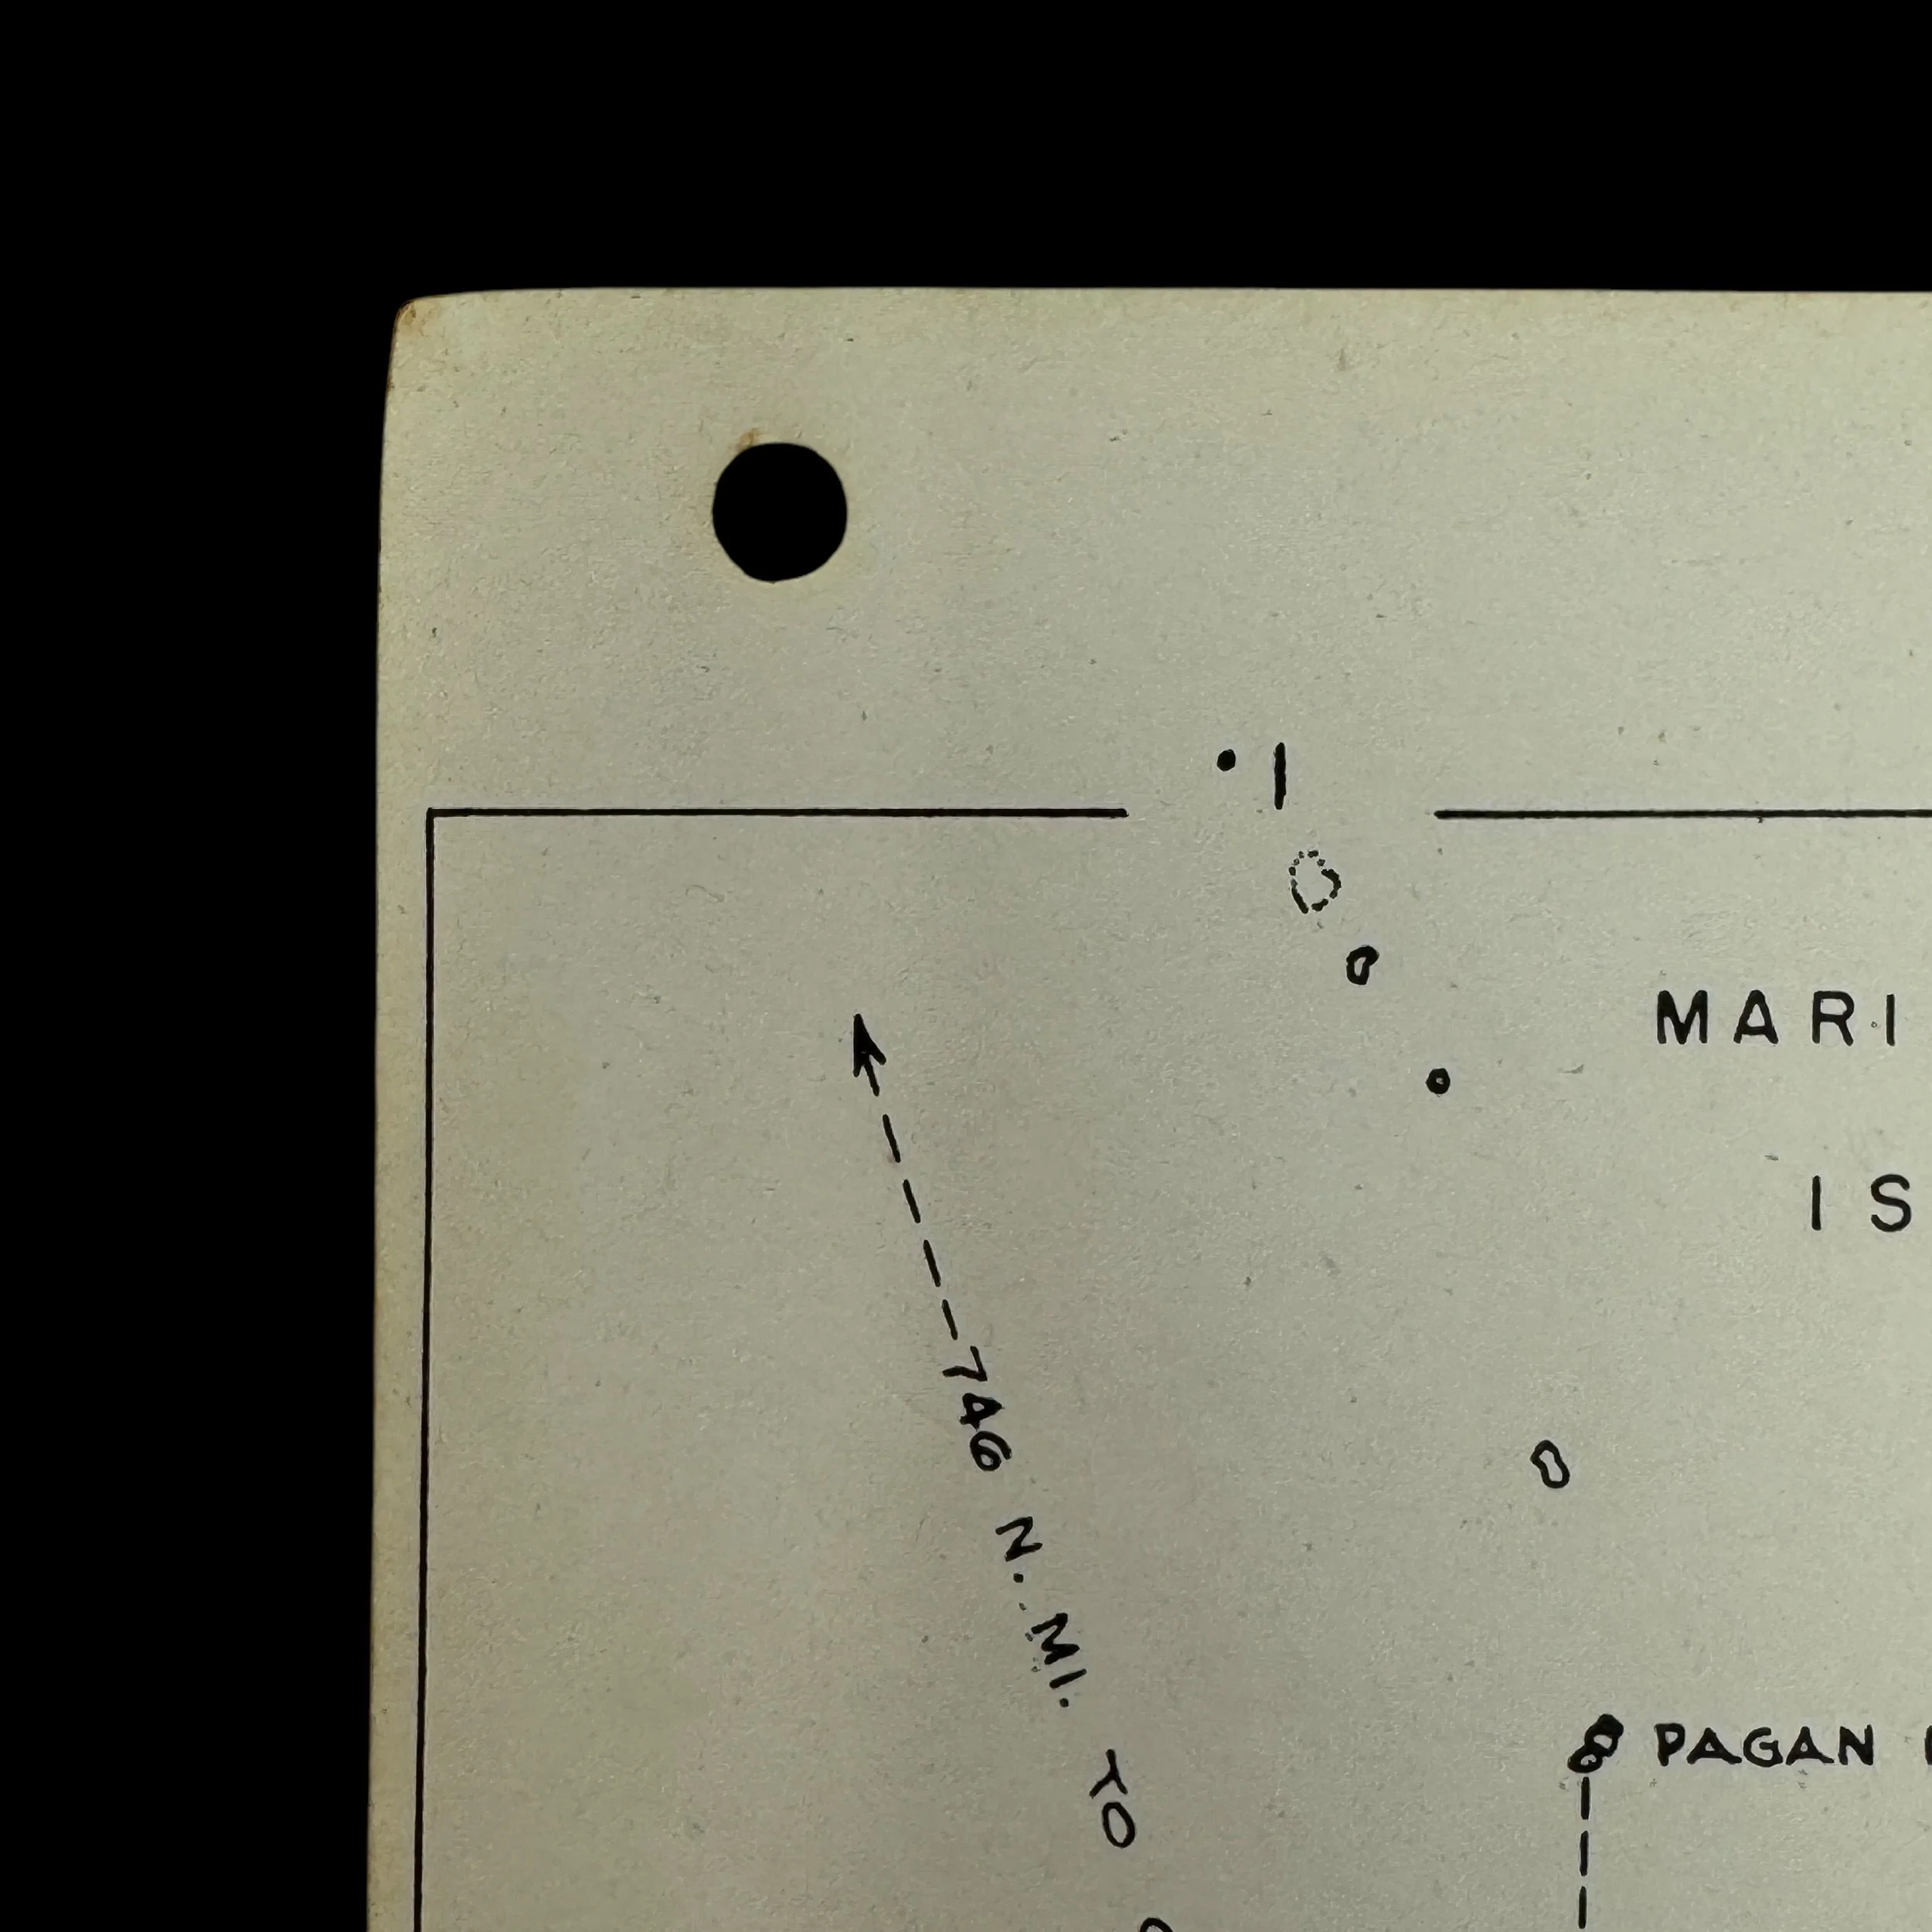 MARI
IS
746 N. MI. TO
PAGAN